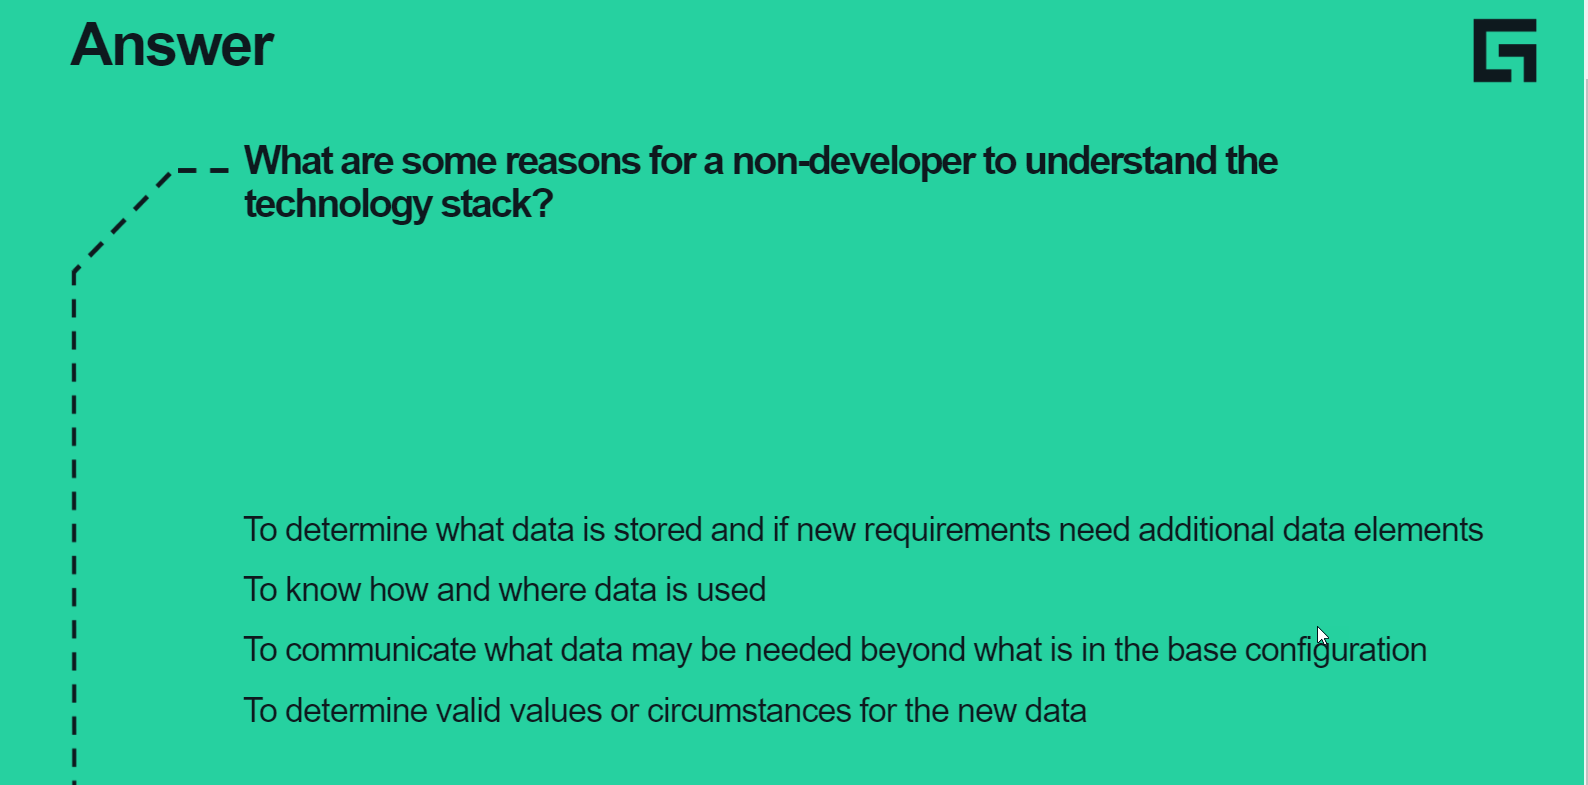 Answer
What are some reasons for a non-developer to understand the
technology stack?
To determine what data is stored and if new requirements need additional data elements
To know how and where data is used
To communicate what data may be needed beyond what is in the base configuration
To determine valid values or circumstances for the new data